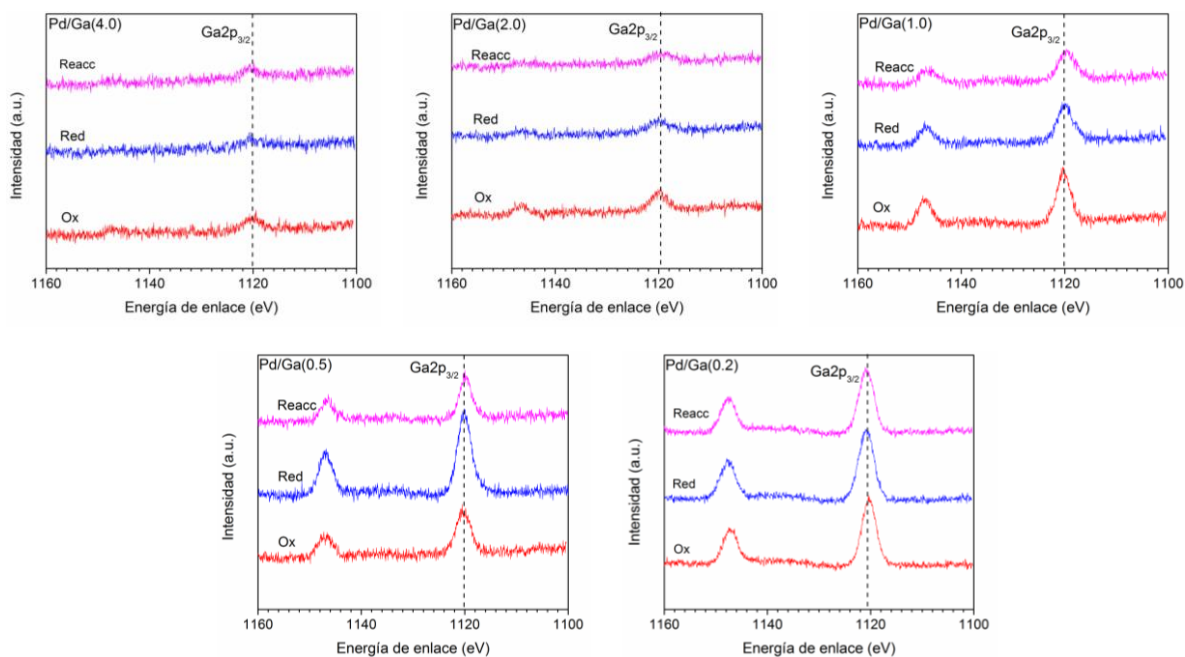 Pd/Ga(4.0)
Ga2p3/2
Reacc
Red
Ox
Intensidad (a.u.)
1160 1140 1120 1100
Energía de enlace (eV)
Pd/Ga(2.0)
Ga2p3/2
Reacc
Red
Ox
Intensidad (a.u.)
1160 1140 1120 1100
Energía de enlace (eV)
Pd/Ga(1.0)
Ga2p3/2
Reacc
Red
Ox
Intensidad (a.u.)
1160 1140 1120 1100
Energía de enlace (eV)
Pd/Ga(0.5)
Ga2p3/2
Reacc
Red
Ox
Intensidad (a.u.)
1160 1140 1120 1100
Energía de enlace (eV)
Pd/Ga(0.2)
Ga2p3/2
Reacc
Red
Ox
Intensidad (a.u.)
1160 1140 1120 1100
Energía de enlace (eV)